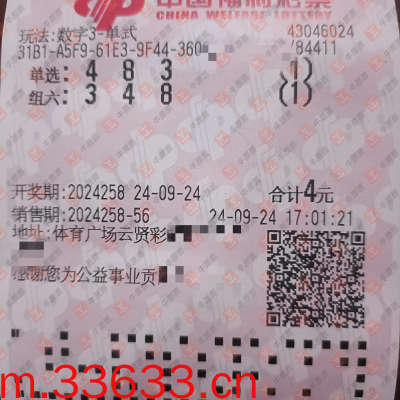 中国福利彩票
CHINA WELFARE LOTTERY
玩法:数字3-单式 43046024
31B1-A5F9-61E3-9F44-360 /84411
单选: 4 8 3 (1)
组六: 3 4 8 (1)
开奖期:2024258 24-09-24 合计4元
销售期:2024258-56 24-09-24 17:01:21
地址:体育广场云贤彩
感谢您为公益事业贡
m.33633.cn